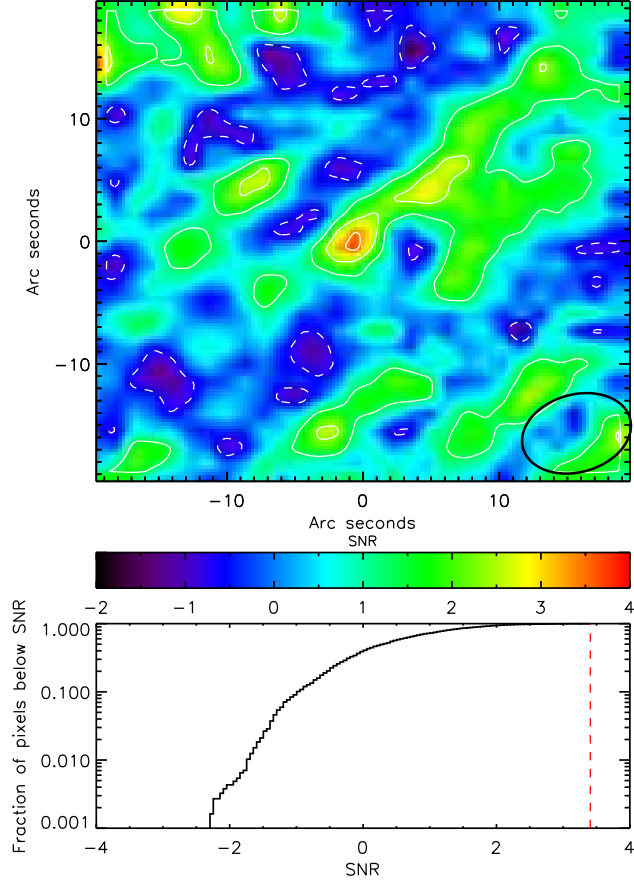 10
0
−10
Arc seconds
−10 0 10
Arc seconds
SNR
−2 −1 0 1 2 3 4
1.000
0.100
0.010
0.001
Fraction of pixels below SNR
−4 −2 0 2 4
SNR